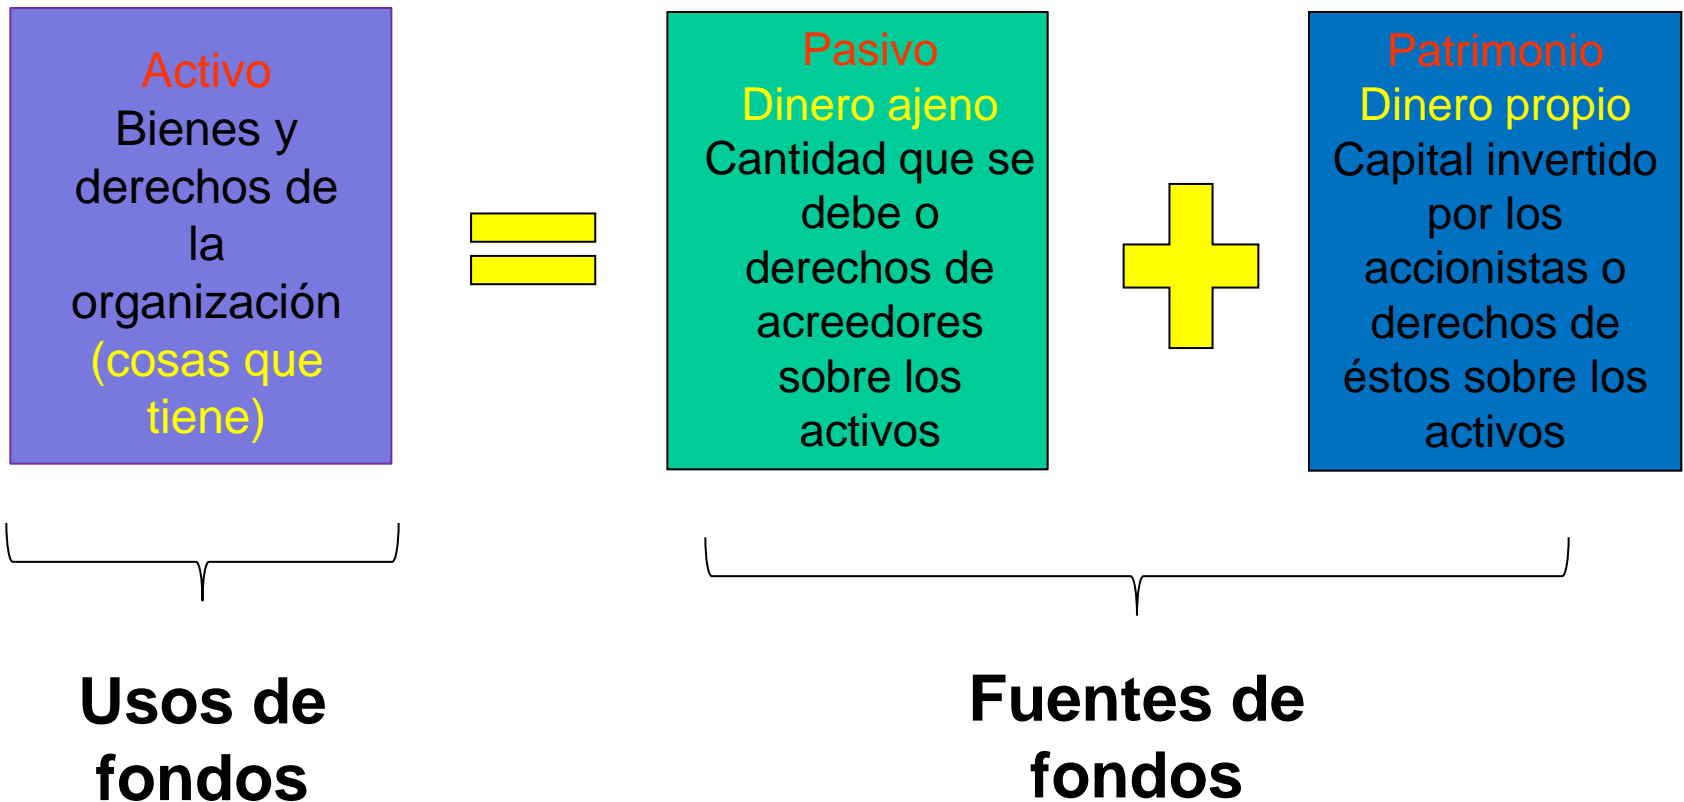 Activo
Bienes y
derechos de
la
organización
(cosas que
tiene)
Pasivo
Dinero ajeno
Cantidad que se
debe o
derechos de
acreedores
sobre los
activos
Patrimonio
Dinero propio
Capital invertido
por los
accionistas o
derechos de
éstos sobre los
activos
Usos de
fondos
Fuentes de
fondos